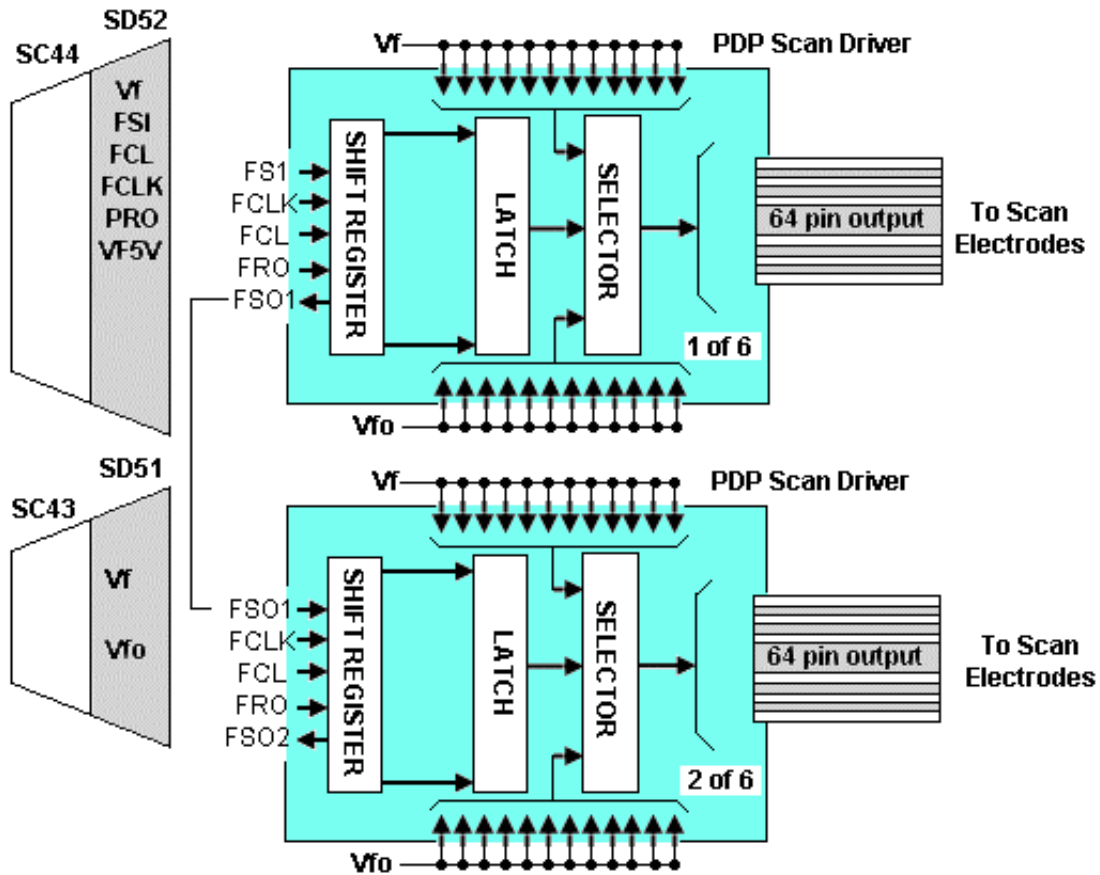 SD52
SC44
Vf
FSI
FCL
FCLK
PRO
VF5V
Vf
PDP Scan Driver
FS1
FCLK
FCL
FRO
FSO1
SHIFT REGISTER
LATCH
SELECTOR
64 pin output
To Scan
Electrodes
1 of 6
Vfo
SD51
SC43
Vf
Vfo
Vf
PDP Scan Driver
FSO1
FCLK
FCL
FRO
FSO2
SHIFT REGISTER
LATCH
SELECTOR
64 pin output
To Scan
Electrodes
2 of 6
Vfo